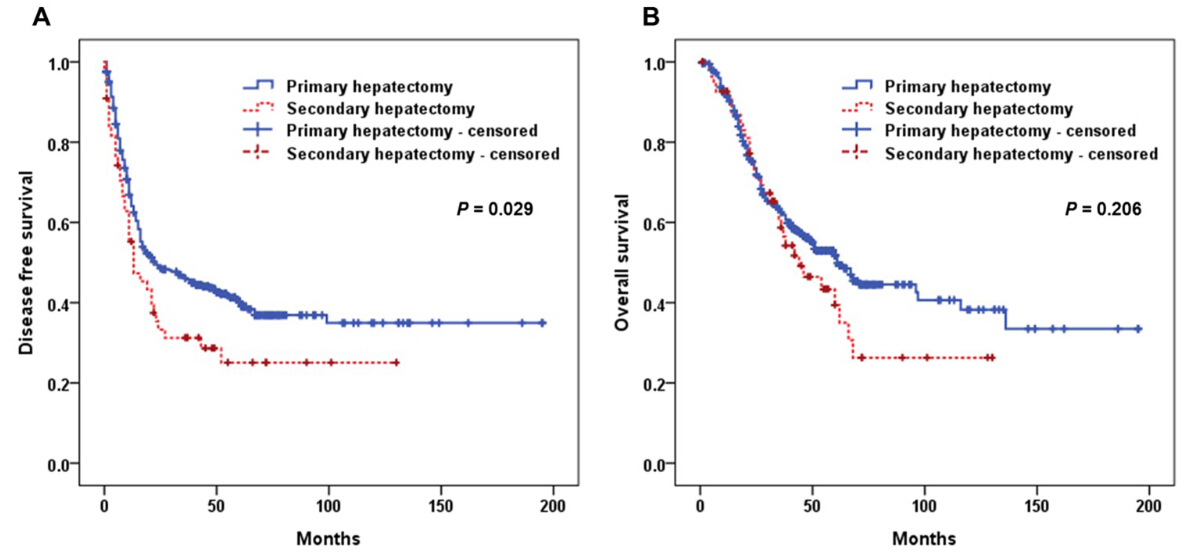 A
Disease free survival
1.0
0.8
0.6
0.4
0.2
0.0
Primary hepatectomy
Secondary hepatectomy
Primary hepatectomy - censored
Secondary hepatectomy - censored
P = 0.029
0 50 100 150 200
Months
B
Overall survival
1.0
0.8
0.6
0.4
0.2
0.0
Primary hepatectomy
Secondary hepatectomy
Primary hepatectomy - censored
Secondary hepatectomy - censored
P = 0.206
0 50 100 150 200
Months